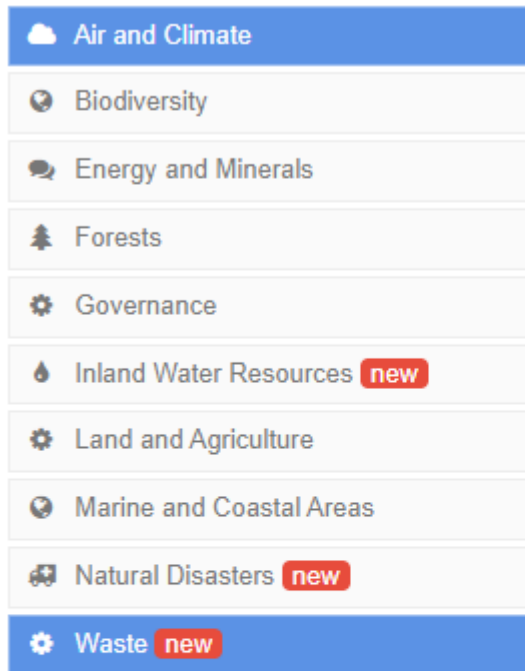 Air and Climate
Biodiversity
Energy and Minerals
Forests
Governance
Inland Water Resources new
Land and Agriculture
Marine and Coastal Areas
Natural Disasters new
Waste new